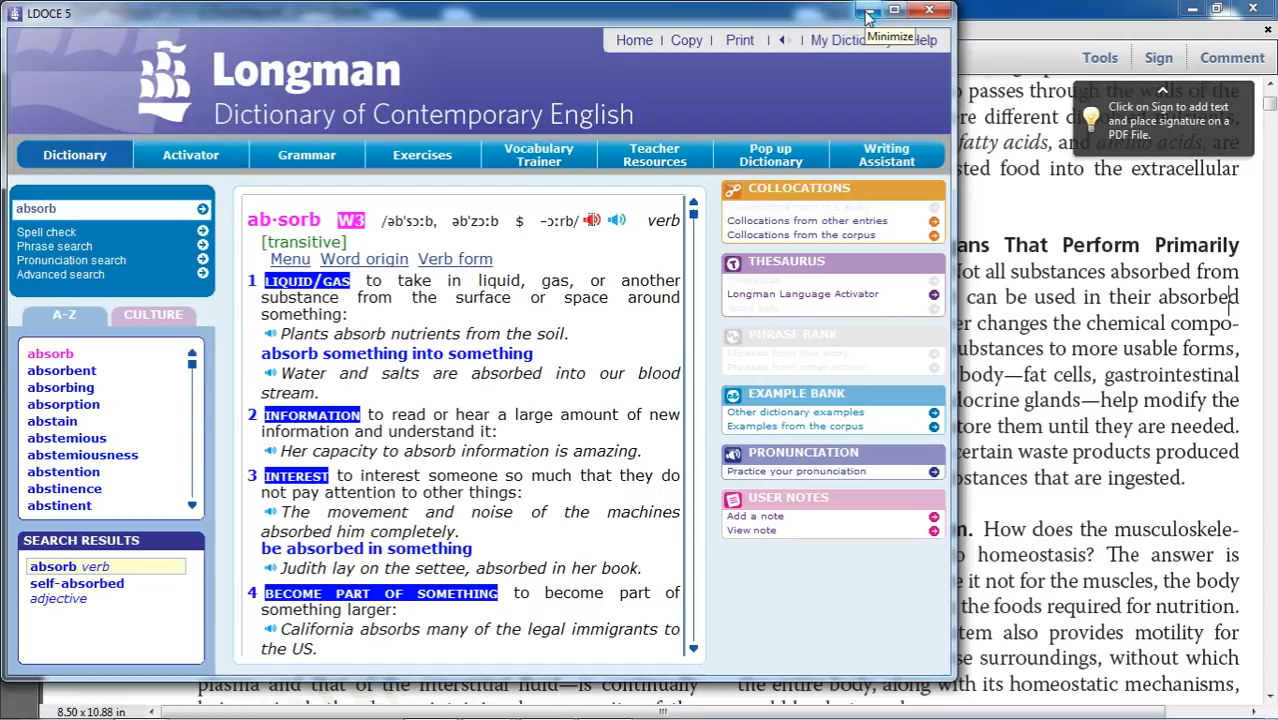 LDOCE 5
Minimize
Home | Copy | Print | My Dictio Help
Longman
Dictionary of Contemporary English
Dictionary
Activator
Grammar
Exercises
Vocabulary
Trainer
Teacher
Resources
Pop up
Dictionary
Writing
Assistant
absorb
Spell check
Phrase search
Pronunciation search
Advanced search
A-Z
CULTURE
absorb
absorbent
absorbing
absorption
abstain
abstemious
abstemiousness
abstention
abstinence
abstinent
SEARCH RESULTS
absorb verb
self-absorbed
adjective
ab·sorb W3 /əbˈsɔːb, əbˈzɔːb $ -ɔːrb/ verb
[transitive]
Menu Word origin Verb form
1 LIQUID/GAS to take in liquid, gas, or another
substance from the surface or space around
something:
Plants absorb nutrients from the soil.
absorb something into something
Water and salts are absorbed into our blood
stream.
2 INFORMATION to read or hear a large amount of new
information and understand it:
Her capacity to absorb information is amazing.
3 INTEREST to interest someone so much that they do
not pay attention to other things:
The movement and noise of the machines
absorbed him completely.
be absorbed in something
Judith lay on the settee, absorbed in her book.
4 BECOME PART OF SOMETHING to become part of
something larger:
California absorbs many of the legal immigrants to
the US.
COLLOCATIONS
Collocations from other entries
Collocations from the corpus
THESAURUS
Thesaurus
Longman Language Activator
Word sets
PHRASE BANK
Phrases from this entry
Phrases from other entries
EXAMPLE BANK
Other dictionary examples
Examples from the corpus
PRONUNCIATION
Practice your pronunciation
USER NOTES
Add a note
View note
Tools
Sign
Comment
Click on Sign to add text
and place signature on a
PDF File.
o passes through the walls of the
re different dis
fatty acids, and amino acids, are
sted food into the extracellular
ans That Perform Primarily
Not all substances absorbed from
can be used in their absorbed
er changes the chemical compo-
ubstances to more usable forms,
body—fat cells, gastrointestinal
docrine glands—help modify the
tore them until they are needed.
certain waste products produced
bstances that are ingested.
m. How does the musculoskele-
o homeostasis? The answer is
e it not for the muscles, the body
the foods required for nutrition.
stem also provides motility for
se surroundings, without which
plasma and that of the interstitial fluid—is continually
the entire body, along with its homeostatic mechanisms,
8.50 x 10.88 in